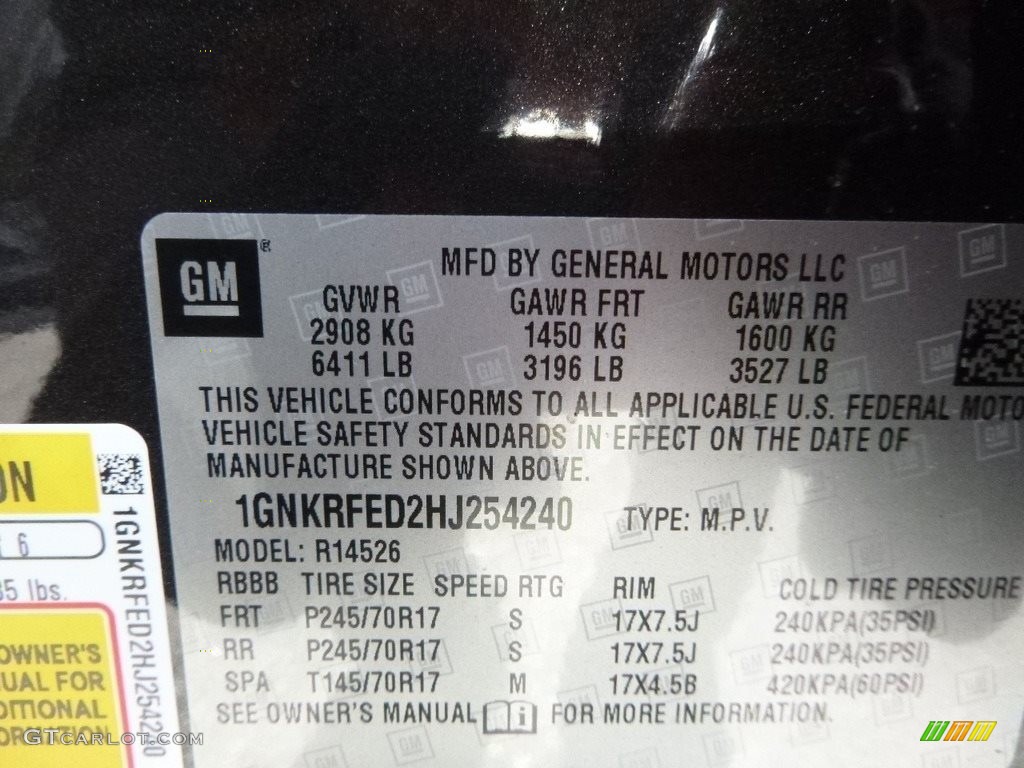 GM®
MFD BY GENERAL MOTORS LLC
GVWR GAWR FRT GAWR RR
2908 KG 1450 KG 1600 KG
6411 LB 3196 LB 3527 LB
THIS VEHICLE CONFORMS TO ALL APPLICABLE U.S. FEDERAL MOTO
VEHICLE SAFETY STANDARDS IN EFFECT ON THE DATE OF
MANUFACTURE SHOWN ABOVE.
1GNKRFED2HJ254240 TYPE: M.P.V.
MODEL: R14526
RBBB TIRE SIZE SPEED RTG RIM COLD TIRE PRESSURE
FRT P245/70R17 S 17X7.5J 240KPA(35PSI)
RR P245/70R17 S 17X7.5J 240KPA(35PSI)
SPA T145/70R17 M 17X4.5B 420KPA(60PSI)
SEE OWNER'S MANUAL FOR MORE INFORMATION.
ON
6
35 lbs.
OWNER'S
UAL FOR
DITIONAL
ORMATION
1GNKRFED2HJ254240
GTcarlot.com